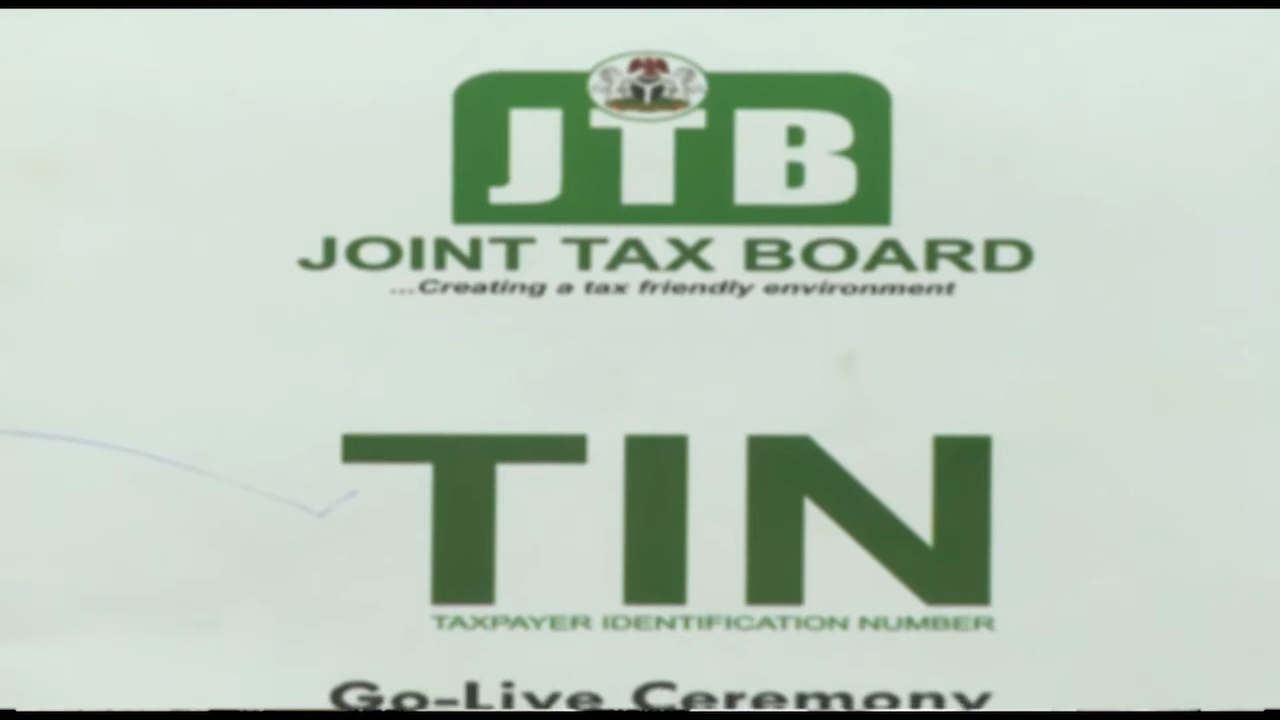 JTB
JOINT TAX BOARD
...Creating a tax friendly environment
TIN
TAXPAYER IDENTIFICATION NUMBER
Go-Live Ceremony